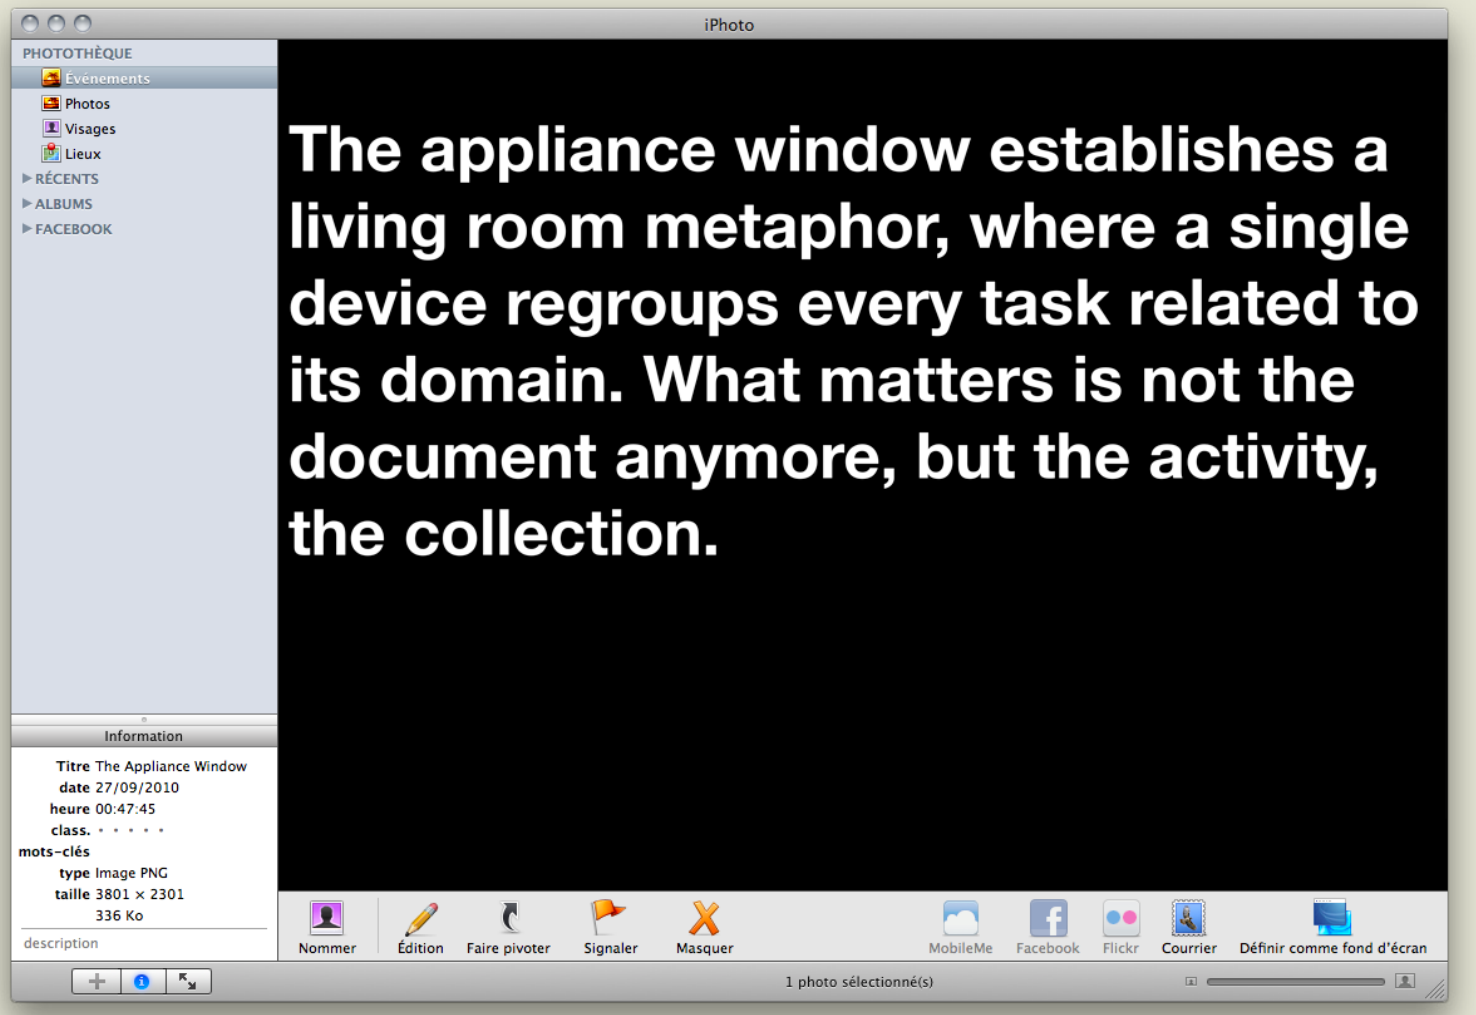 iPhoto
PHOTOTHÈQUE
Événements
Photos
Visages
Lieux
RÉCENTS
ALBUMS
FACEBOOK
The appliance window establishes a
living room metaphor, where a single
device regroups every task related to
its domain. What matters is not the
document anymore, but the activity,
the collection.
Information
Titre The Appliance Window
date 27/09/2010
heure 00:47:45
class. • • • • •
mots-clés
type Image PNG
taille 3801 × 2301
336 Ko
description
Nommer Édition Faire pivoter Signaler Masquer MobileMe Facebook Flickr Courrier Définir comme fond d'écran
1 photo sélectionné(s)